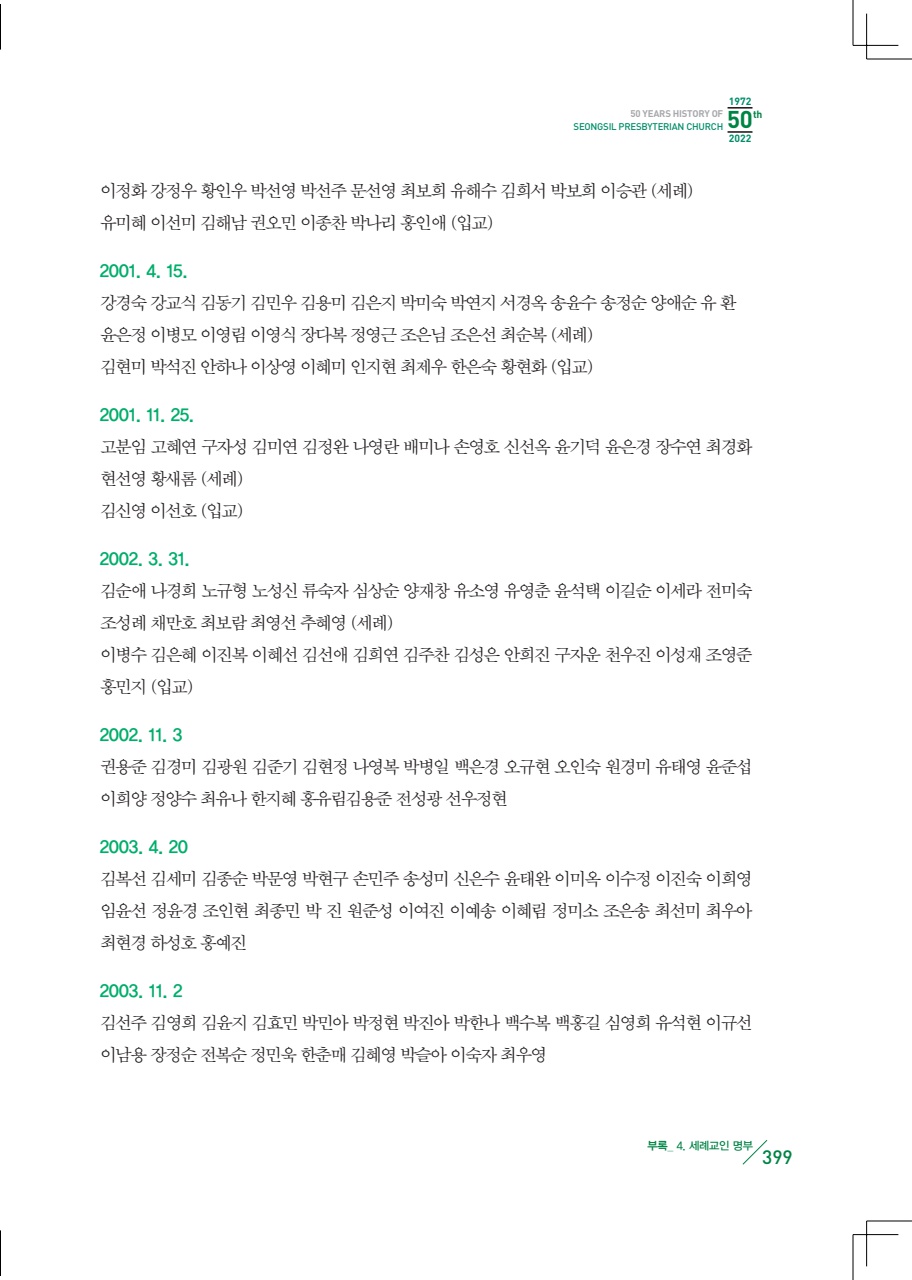 1972
50 YEARS HISTORY OF
50th
SEONGSIL PRESBYTERIAN CHURCH
2022
이정화 강정우 황인우 박선영 박선주 문선영 최보희 유해수 김희서 박보희 이승관 (세례)
유미혜 이선미 김해남 권오민 이종찬 박나리 홍인애 (입교)
2001. 4. 15.
강경숙 강교식 김동기 김민우 김용미 김은지 박미숙 박연지 서경옥 송윤수 송정순 양애순 유 환
윤은정 이병모 이영림 이영식 장다복 정영근 조은님 조은선 최순복 (세례)
김현미 박석진 안하나 이상영 이혜미 인지현 최제우 한은숙 황현화 (입교)
2001. 11. 25.
고분임 고혜연 구자성 김미연 김정완 나영란 배미나 손영호 신선옥 윤기덕 윤은경 장수연 최경화
현선영 황새롬 (세례)
김신영 이선호 (입교)
2002. 3. 31.
김순애 나경희 노규형 노성신 류숙자 심상순 양재창 유소영 유영춘 윤석택 이길순 이세라 전미숙
조성례 채만호 최보람 최영선 추혜영 (세례)
이병수 김은혜 이진복 이혜선 김선애 김희연 김주찬 김성은 안희진 구자운 천우진 이성재 조영준
홍민지 (입교)
2002. 11. 3
권용준 김경미 김광원 김준기 김현정 나영복 박병일 백은경 오규현 오인숙 원경미 유태영 윤준섭
이희양 정양수 최유나 한지혜 홍유림김용준 전성광 선우정현
2003. 4. 20
김복선 김세미 김종순 박문영 박현구 손민주 송성미 신은수 윤태완 이미옥 이수정 이진숙 이희영
임윤선 정윤경 조인현 최종민 박 진 원준성 이여진 이예송 이혜림 정미소 조은송 최선미 최우아
최현경 하성호 홍예진
2003. 11. 2
김선주 김영희 김윤지 김효민 박민아 박정현 박진아 박한나 백수복 백홍길 심영희 유석현 이규선
이남용 장정순 전복순 정민욱 한춘매 김혜영 박슬아 이숙자 최우영
부록_ 4. 세례교인 명부
399